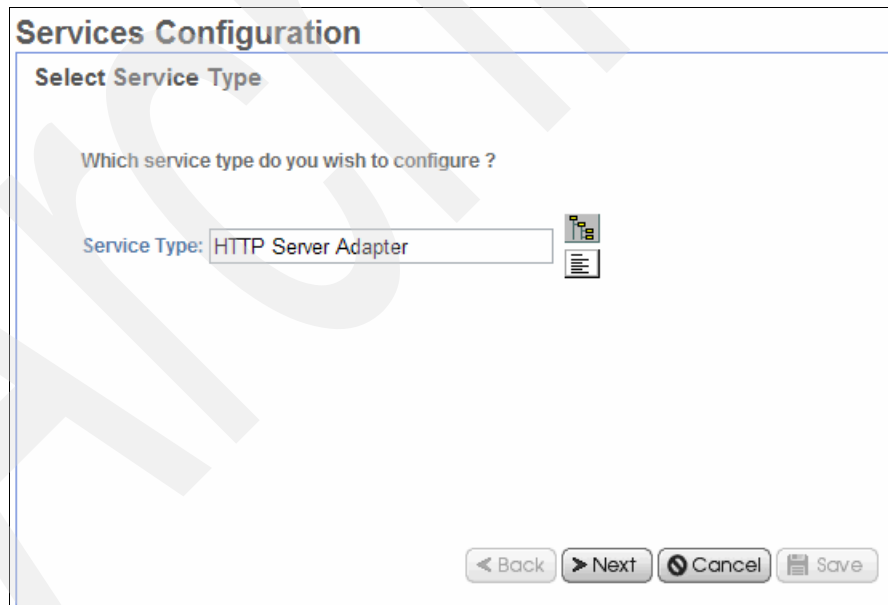 Services Configuration
Select Service Type
Which service type do you wish to configure ?
Service Type: HTTP Server Adapter
Back Next Cancel Save